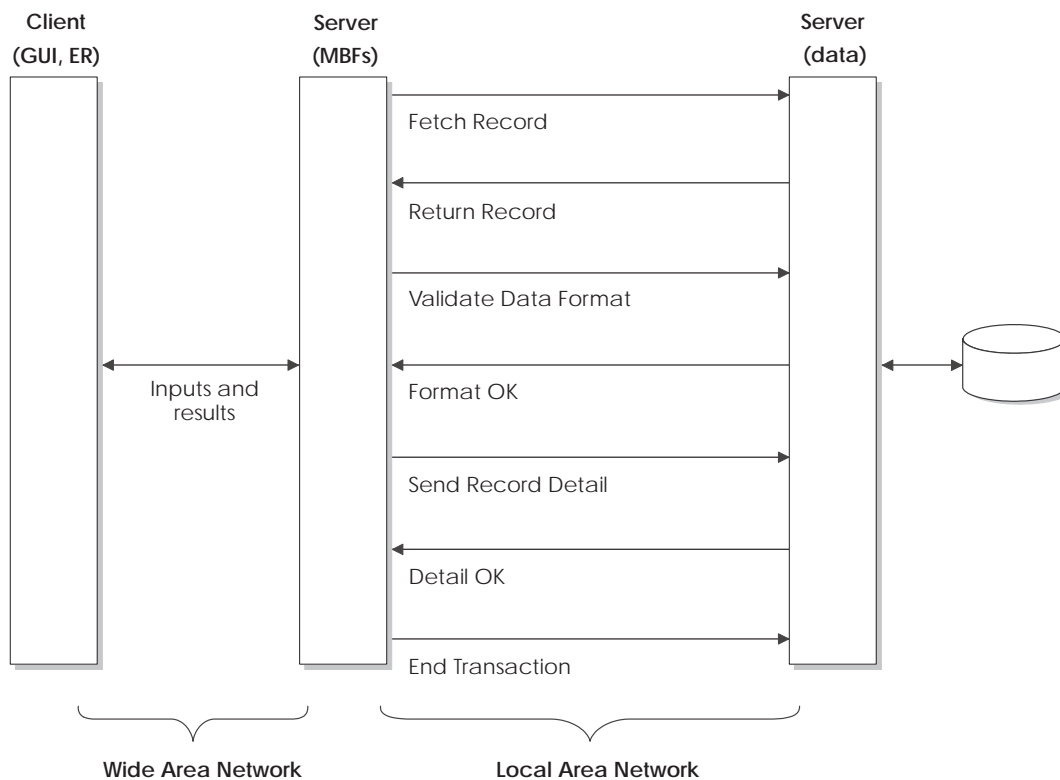 Client
(GUI, ER)
Server
(MBFs)
Server
(data)
Fetch Record
Return Record
Validate Data Format
Inputs and
results
Format OK
Send Record Detail
Detail OK
End Transaction
Wide Area Network
Local Area Network